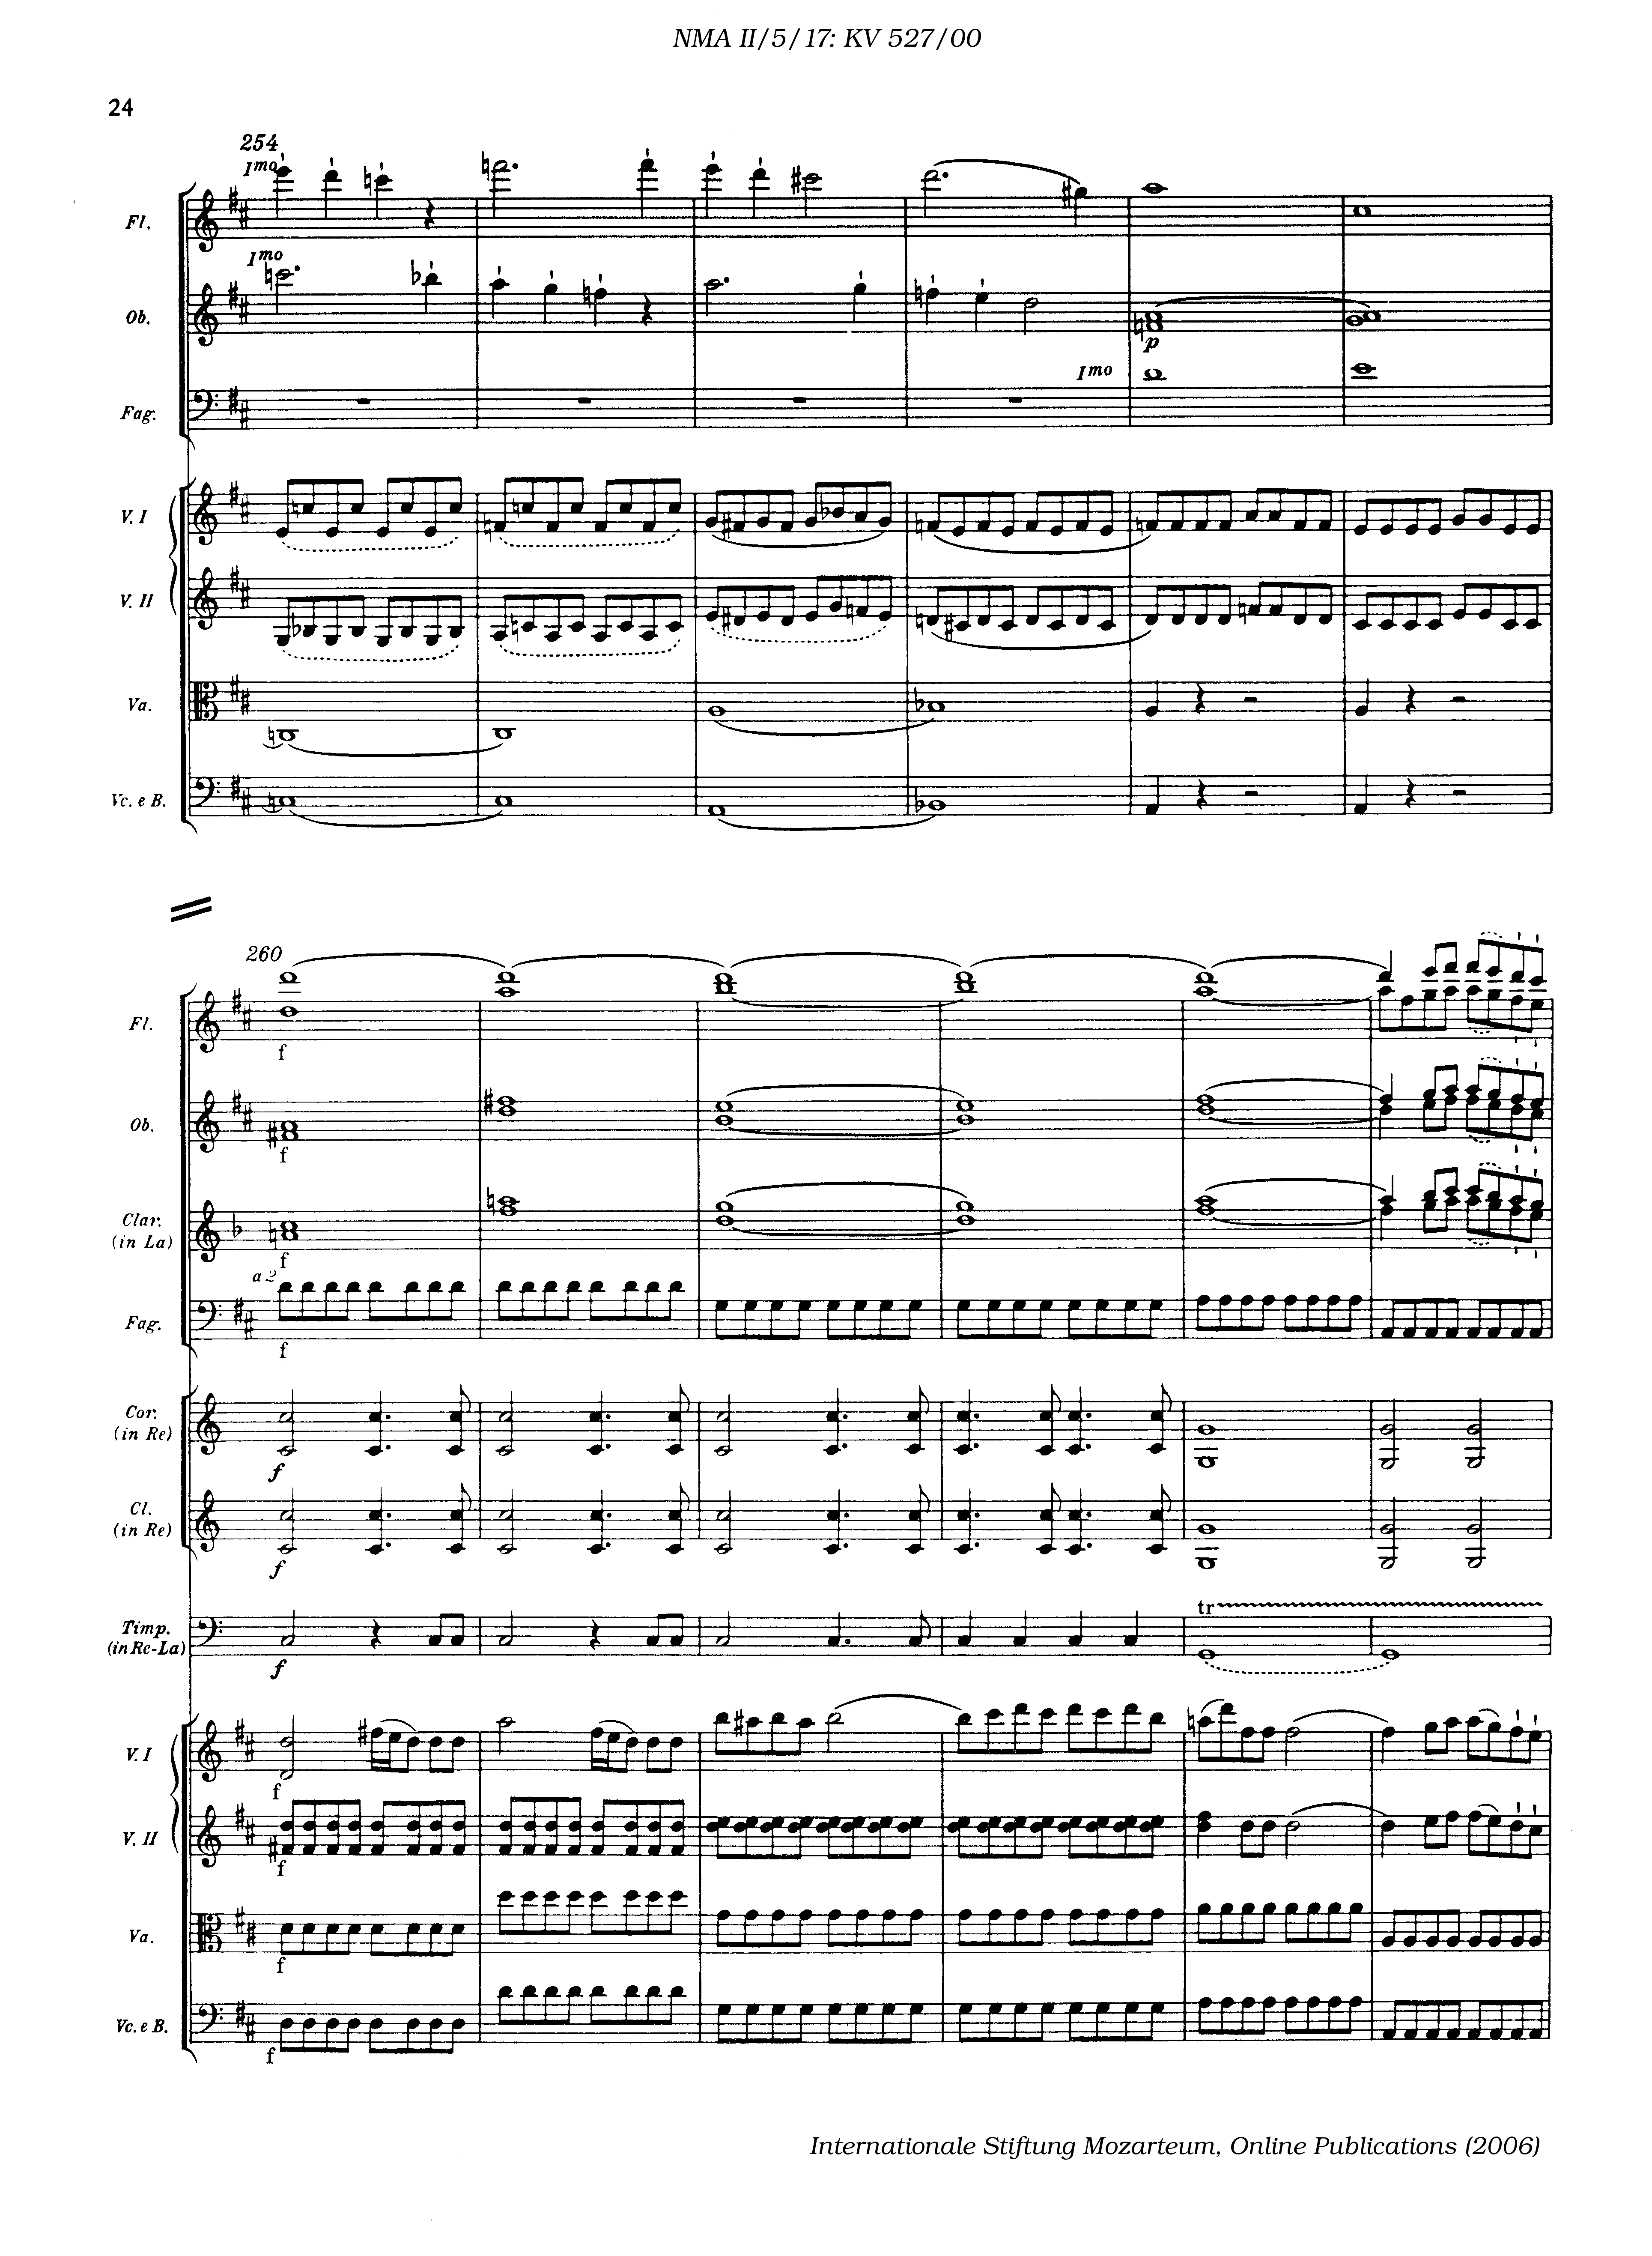 NMA II/5/17: KV 527/00
24
254
Imo
Fl.
Imo
Ob.
p
Imo
Fag.
V. I
V. II
Va.
Vc. e B.
260
Fl.
f
Ob.
f
Clar.
(in La)
f
a 2
Fag.
f
Cor.
(in Re)
f
Cl.
(in Re)
f
tr
Timp.
(in Re-La)
f
V. I
f
V. II
f
Va.
f
Vc. e B.
f
Internationale Stiftung Mozarteum, Online Publications (2006)